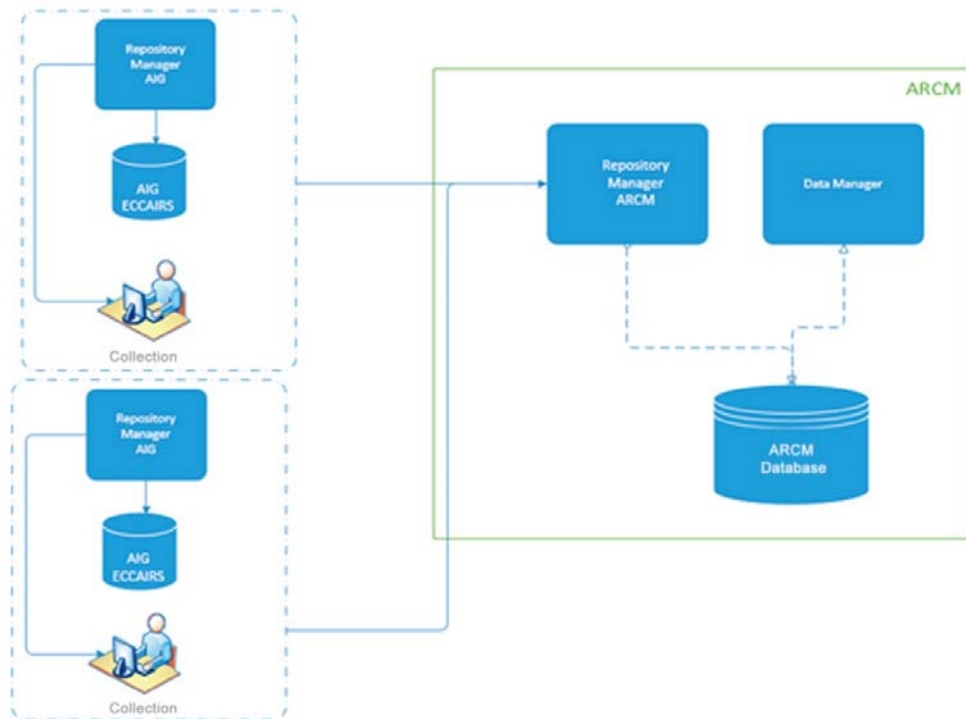 Repository
Manager
AIG
AIG
ECCAIRS
Collection
Repository
Manager
AIG
AIG
ECCAIRS
Collection
ARCM
Repository
Manager
ARCM
Data Manager
ARCM
Database